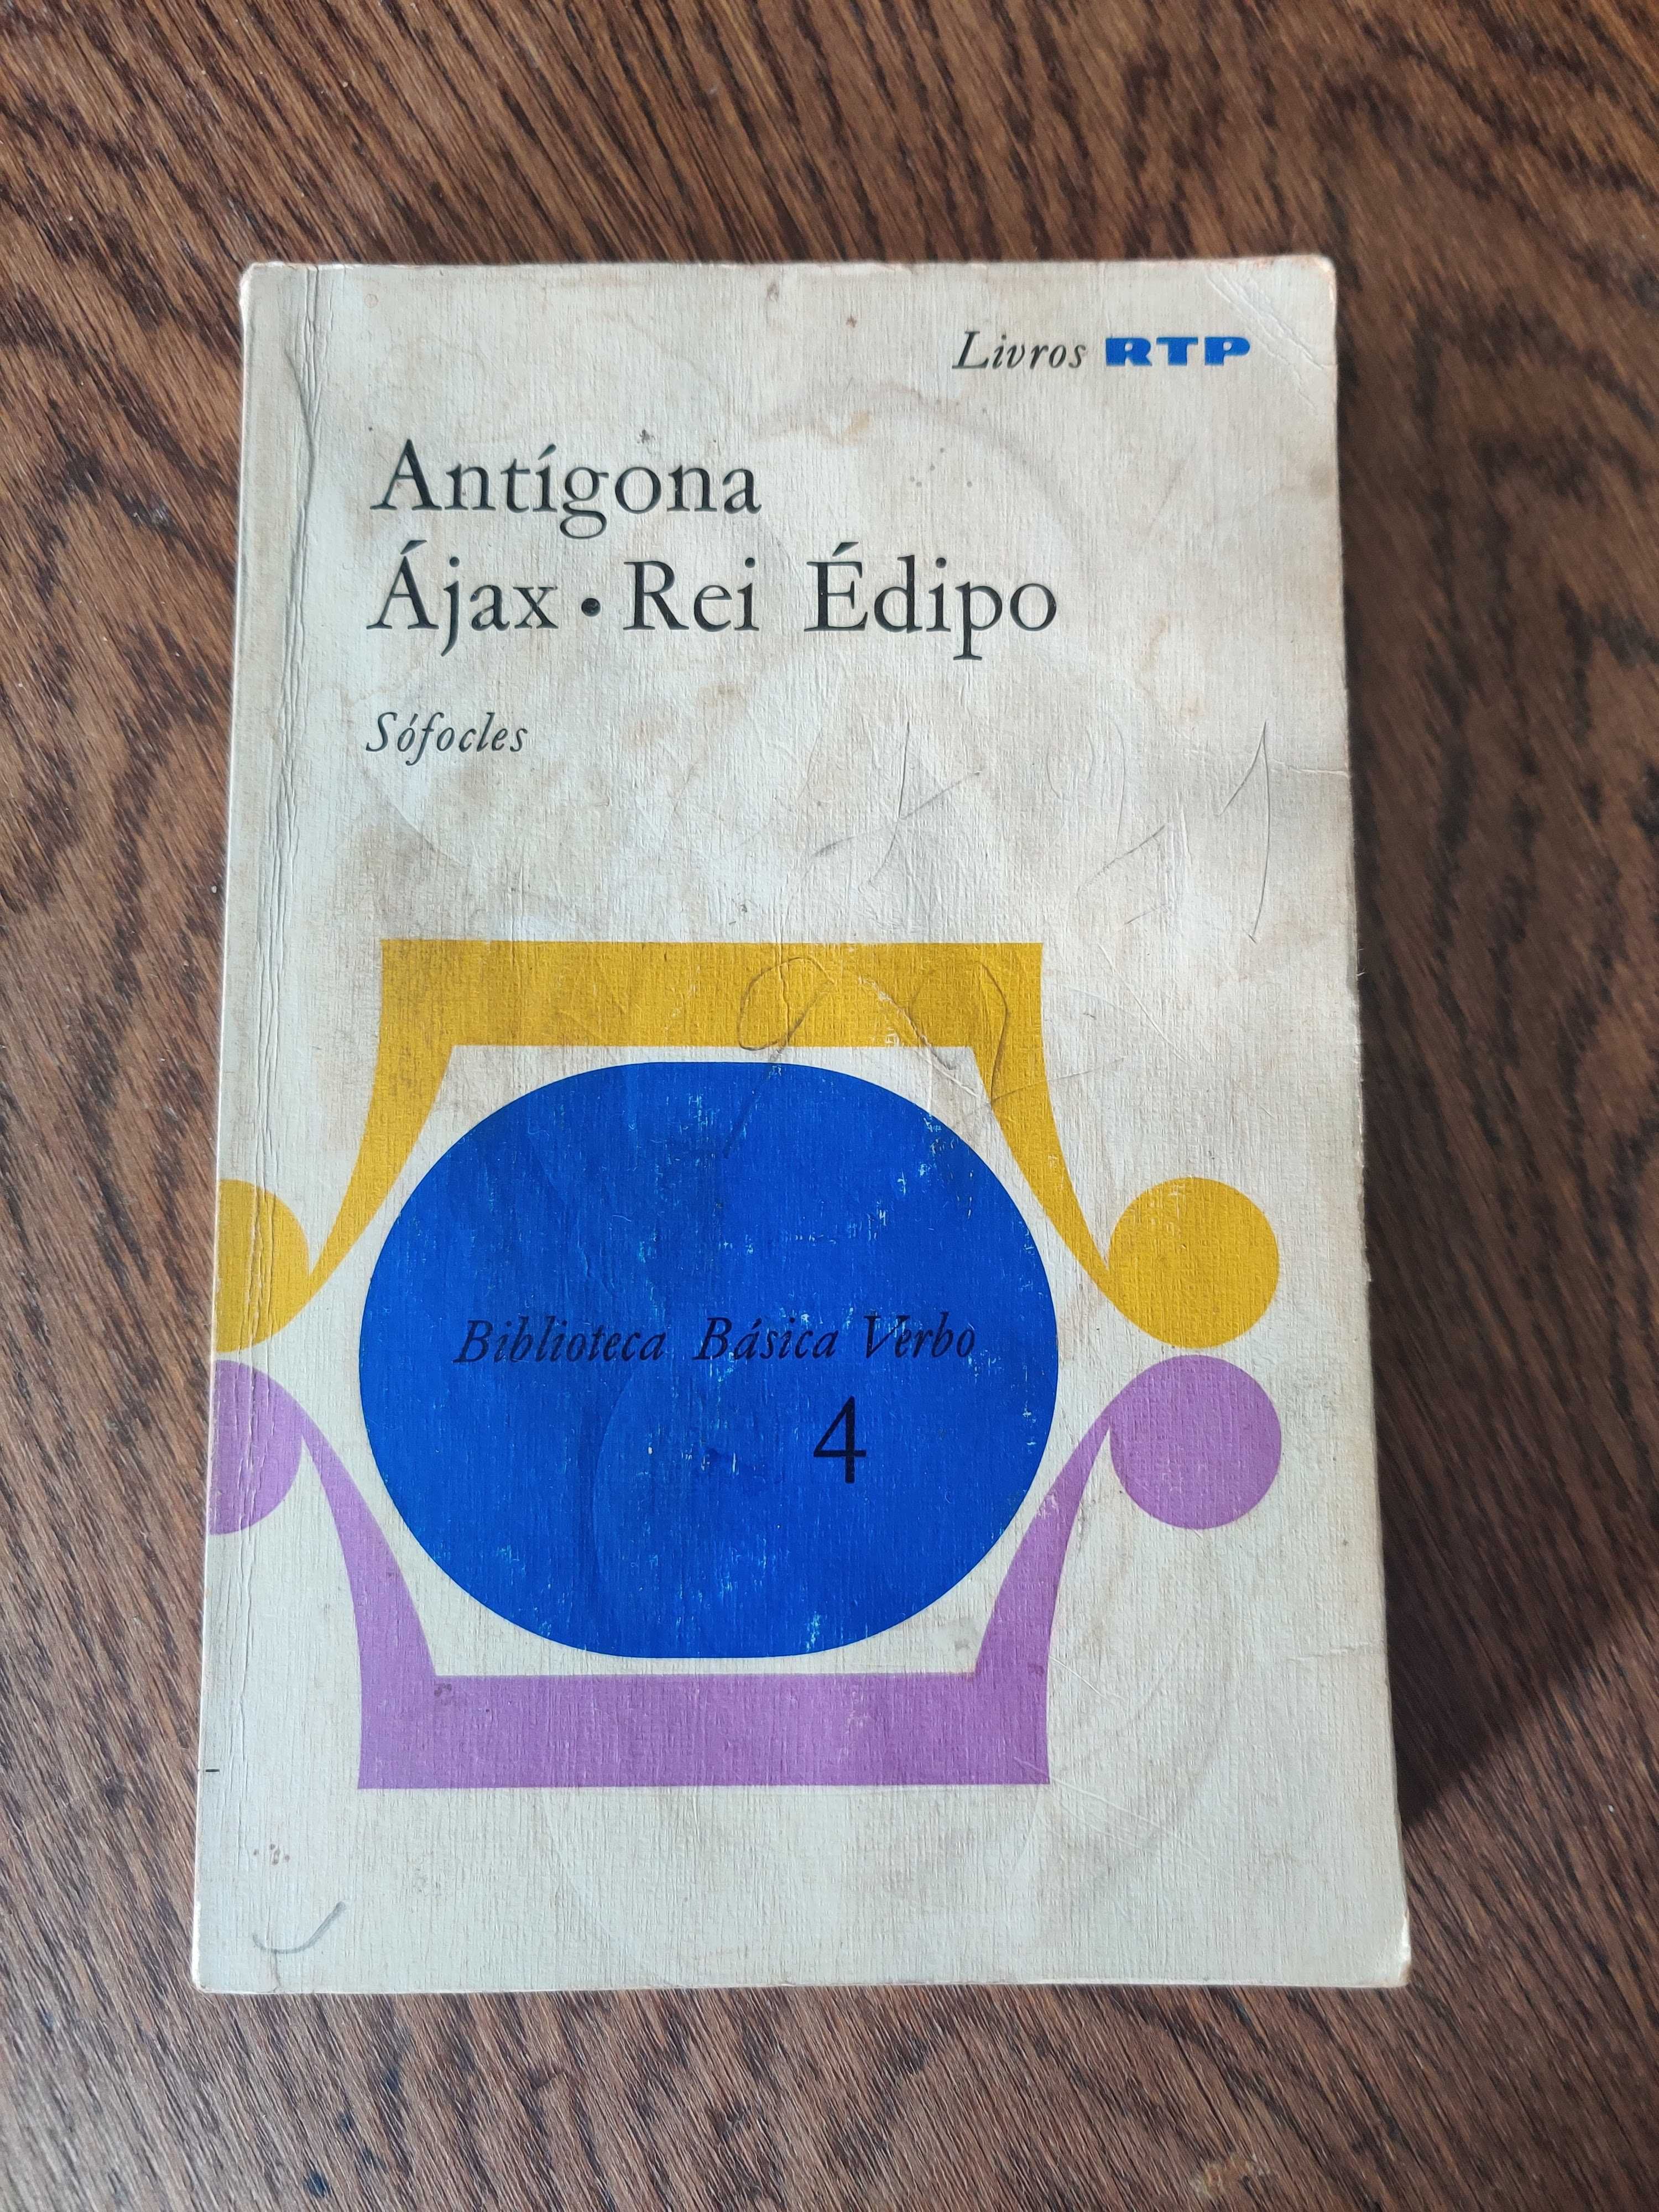 Livros RTP
Antígona
Ájax • Rei Édipo
Sófocles
Biblioteca Básica Verbo
4